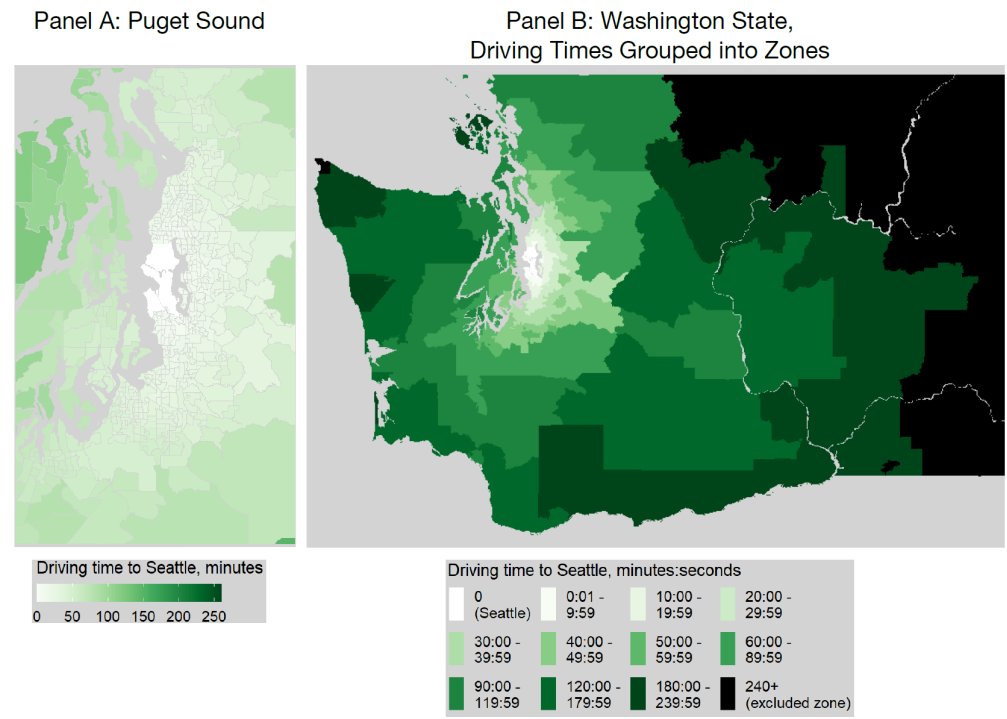 Panel A: Puget Sound
Panel B: Washington State,
Driving Times Grouped into Zones
Driving time to Seattle, minutes
0 50 100 150 200 250
Driving time to Seattle, minutes:seconds
0
(Seattle)
0:01 -
9:59
10:00 -
19:59
20:00 -
29:59
30:00 -
39:59
40:00 -
49:59
50:00 -
59:59
60:00 -
89:59
90:00 -
119:59
120:00 -
179:59
180:00 -
239:59
240+
(excluded zone)